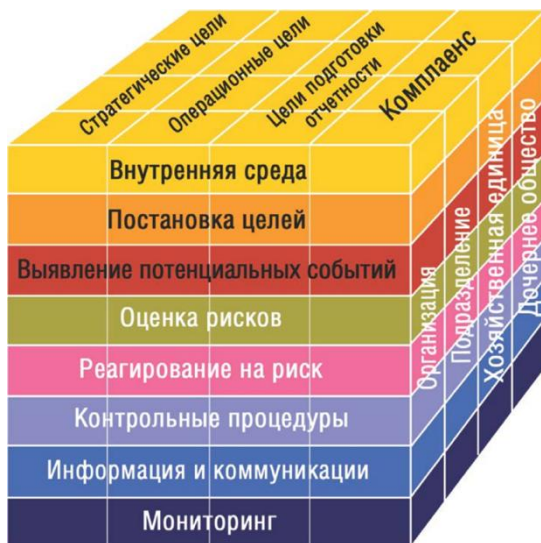 Стратегические цели
Операционные цели
Цели подготовки
отчетности
Комплаенс
Внутренняя среда
Постановка целей
Выявление потенциальных событий
Оценка рисков
Реагирование на риск
Контрольные процедуры
Информация и коммуникации
Мониторинг
Организация
Подразделение
Хозяйственная единица
Дочернее общество